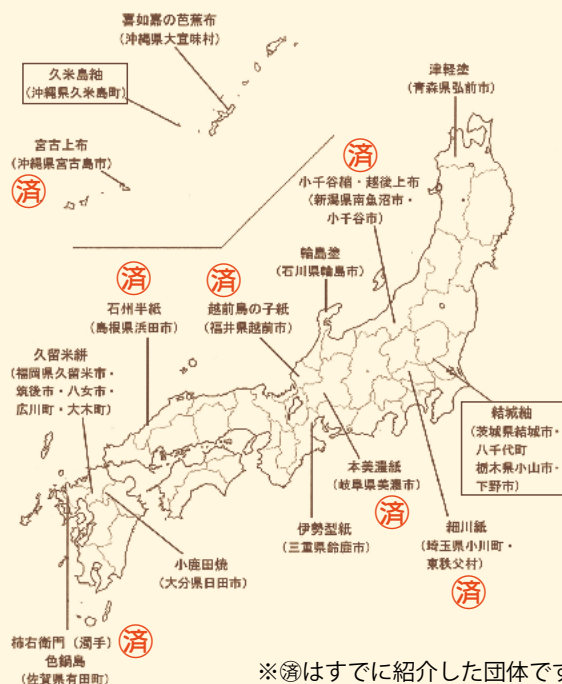 喜如嘉の芭蕉布
(沖縄県大宜味村)
久米島紬
(沖縄県久米島町)
宮古上布
(沖縄県宮古島市)
済
津軽塗
(青森県弘前市)
済
小千谷縮・越後上布
(新潟県南魚沼市・
小千谷市)
輪島塗
(石川県輪島市)
済
石州半紙
(島根県浜田市)
済
越前鳥の子紙
(福井県越前市)
久留米絣
(福岡県久留米市・
筑後市・八女市・
広川町・大木町)
結城紬
(茨城県結城市・
八千代町
栃木県小山市・
下野市)
本美濃紙
(岐阜県美濃市)
済
伊勢型紙
(三重県鈴鹿市)
細川紙
(埼玉県小川町・
東秩父村)
済
小鹿田焼
(大分県日田市)
柿右衛門(濁手)
色鍋島
(佐賀県有田町)
済
※㊮はすでに紹介した団体です